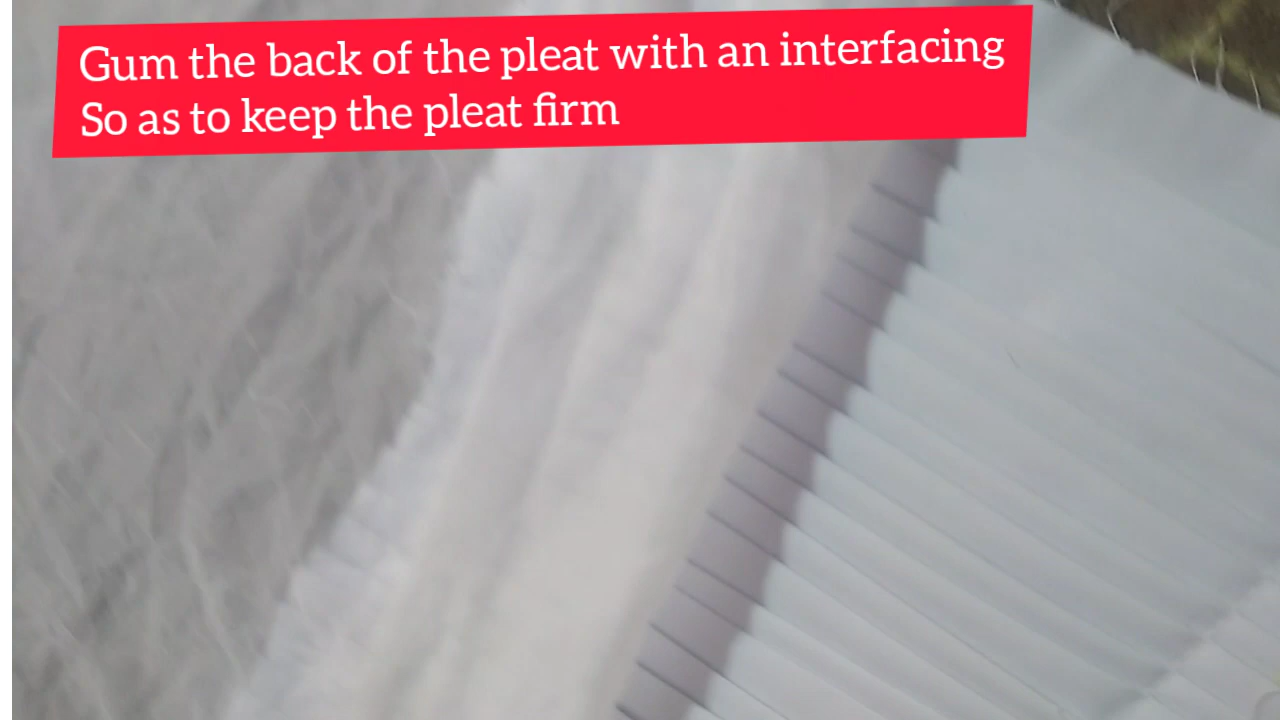 Gum the back of the pleat with an interfacing
So as to keep the pleat firm